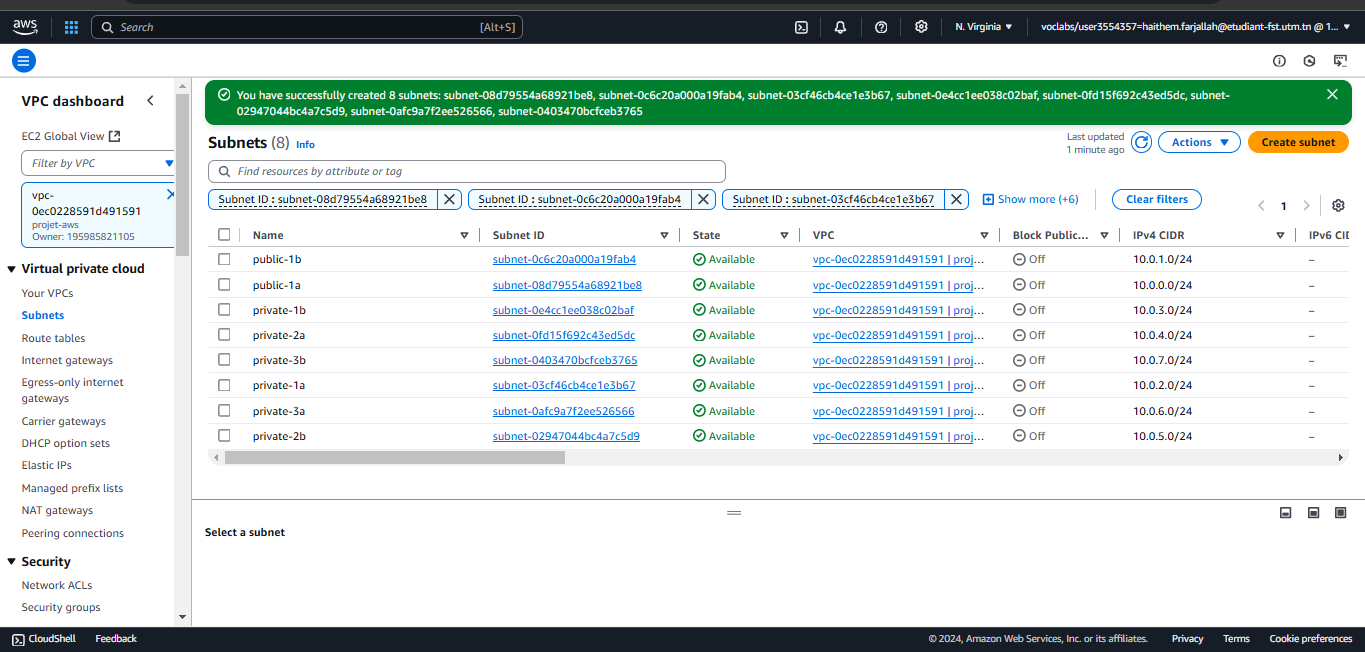 aws
Search [Alt+S]
N. Virginia
voclabs/user3554357=haithem.farjallah@etudiant-fst.utm.tn @ 1...
VPC dashboard
EC2 Global View
Filter by VPC
vpc-
0ec0228591d491591
projet-aws
Owner: 195985821105
Virtual private cloud
Your VPCs
Subnets
Route tables
Internet gateways
Egress-only internet
gateways
Carrier gateways
DHCP option sets
Elastic IPs
Managed prefix lists
NAT gateways
Peering connections
Security
Network ACLs
Security groups
You have successfully created 8 subnets: subnet-08d79554a68921be8, subnet-0c6c20a000a19fab4, subnet-03cf46cb4ce1e3b67, subnet-0e4cc1ee038c02baf, subnet-0fd15f692c43ed5dc, subnet-
02947044bc4a7c5d9, subnet-0afc9a7f2ee526566, subnet-0403470bcfceb3765
Subnets (8) Info
Last updated
1 minute ago
Actions
Create subnet
Find resources by attribute or tag
Subnet ID : subnet-08d79554a68921be8
Subnet ID : subnet-0c6c20a000a19fab4
Subnet ID : subnet-03cf46cb4ce1e3b67
Show more (+6)
Clear filters
1
Name Subnet ID State VPC Block Public... IPv4 CIDR IPv6 CID
public-1b subnet-0c6c20a000a19fab4 Available vpc-0ec0228591d491591 | proj... Off 10.0.1.0/24 –
public-1a subnet-08d79554a68921be8 Available vpc-0ec0228591d491591 | proj... Off 10.0.0.0/24 –
private-1b subnet-0e4cc1ee038c02baf Available vpc-0ec0228591d491591 | proj... Off 10.0.3.0/24 –
private-2a subnet-0fd15f692c43ed5dc Available vpc-0ec0228591d491591 | proj... Off 10.0.4.0/24 –
private-3b subnet-0403470bcfceb3765 Available vpc-0ec0228591d491591 | proj... Off 10.0.7.0/24 –
private-1a subnet-03cf46cb4ce1e3b67 Available vpc-0ec0228591d491591 | proj... Off 10.0.2.0/24 –
private-3a subnet-0afc9a7f2ee526566 Available vpc-0ec0228591d491591 | proj... Off 10.0.6.0/24 –
private-2b subnet-02947044bc4a7c5d9 Available vpc-0ec0228591d491591 | proj... Off 10.0.5.0/24 –
Select a subnet
CloudShell Feedback © 2024, Amazon Web Services, Inc. or its affiliates. Privacy Terms Cookie preferences